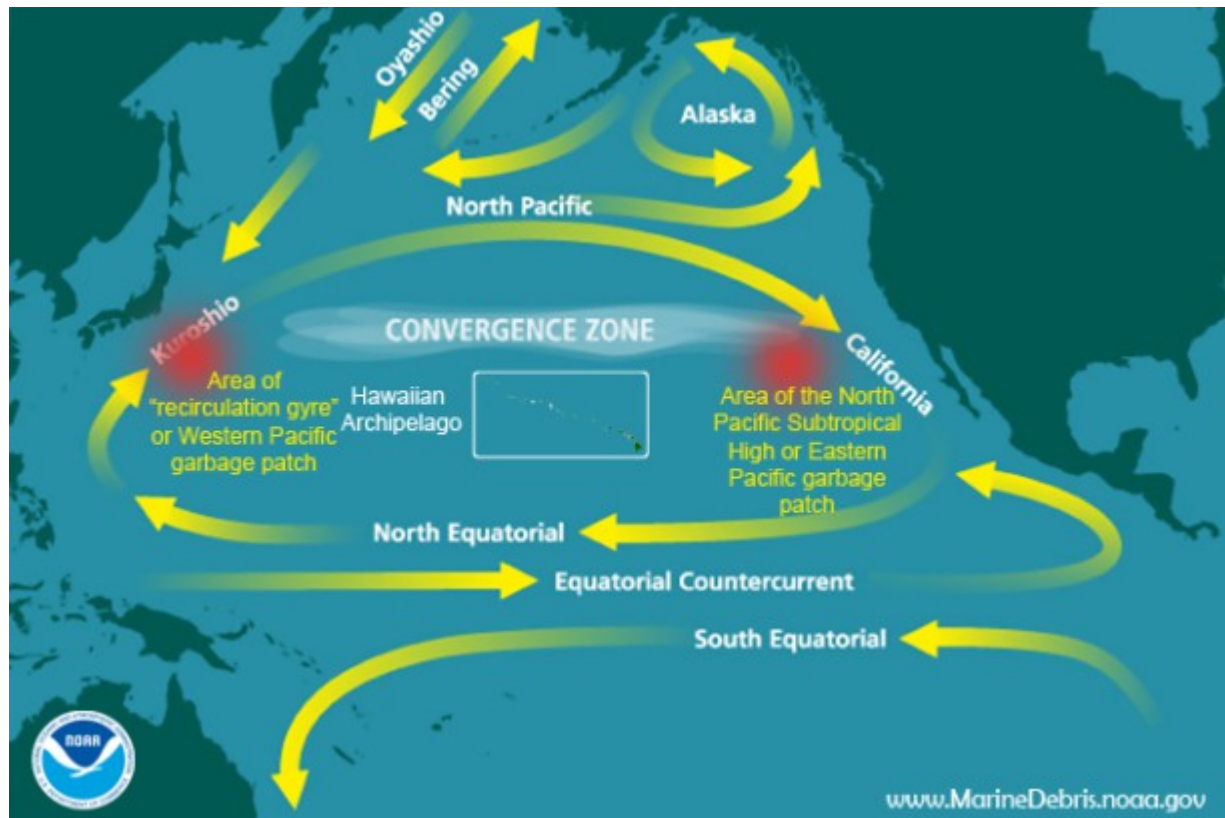 Oyashio
Bering
Alaska
North Pacific
Kuroshio
CONVERGENCE ZONE
California
Area of
"recirculation gyre"
or Western Pacific
garbage patch
Hawaiian
Archipelago
Area of the North
Pacific Subtropical
High or Eastern
Pacific garbage
patch
North Equatorial
Equatorial Countercurrent
South Equatorial
NOAA
www.MarineDebris.noaa.gov